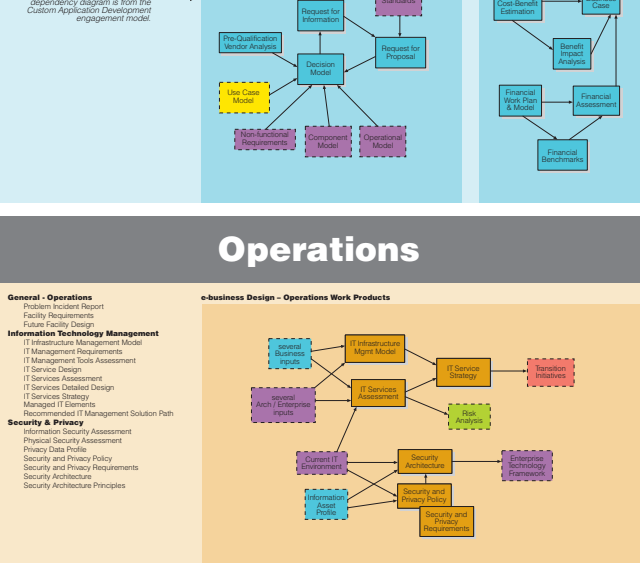 dependency diagram is from the
Custom Application Development
engagement model.
Standards
Request for
Information
Pre-Qualification
Vendor Analysis
Request for
Proposal
Decision
Model
Use Case
Model
Non-functional
Requirements
Component
Model
Operational
Model
Cost-Benefit
Estimation
Case
Benefit
Impact
Analysis
Financial
Work Plan
& Model
Financial
Assessment
Financial
Benchmarks
Operations
General - Operations
Problem Incident Report
Facility Requirements
Future Facility Design
Information Technology Management
IT Infrastructure Management Model
IT Management Requirements
IT Management Tools Assessment
IT Service Design
IT Services Assessment
IT Services Detailed Design
IT Services Strategy
Managed IT Elements
Recommended IT Management Solution Path
Security & Privacy
Information Security Assessment
Physical Security Assessment
Privacy Data Profile
Security and Privacy Policy
Security and Privacy Requirements
Security Architecture
Security Architecture Principles
e-business Design – Operations Work Products
several
Business
inputs
IT Infrastructure
Mgmt Model
IT Service
Strategy
Transition
Initiatives
several
Arch / Enterprise
inputs
IT Services
Assessment
Risk
Analysis
Current IT
Environment
Security
Architecture
Enterprise
Technology
Framework
Information
Asset
Profile
Security and
Privacy Policy
Security and
Privacy
Requirements